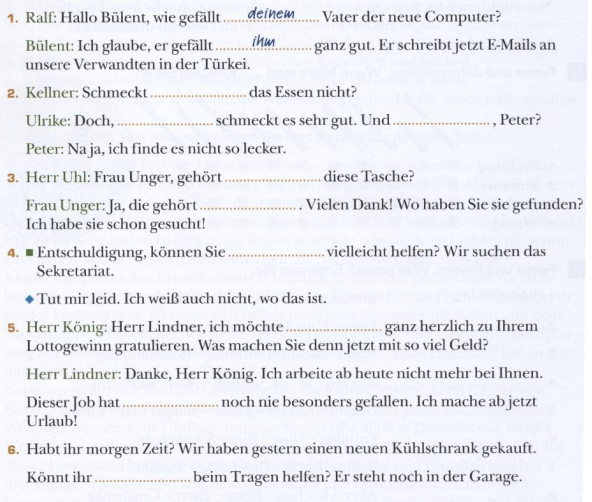 1. Ralf: Hallo Bülent, wie gefällt deinem Vater der neue Computer?
Bülent: Ich glaube, er gefällt ihm ganz gut. Er schreibt jetzt E-Mails an
unsere Verwandten in der Türkei.
2. Kellner: Schmeckt ................ das Essen nicht?
Ulrike: Doch, ................ schmeckt es sehr gut. Und ................ , Peter?
Peter: Na ja, ich finde es nicht so lecker.
3. Herr Uhl: Frau Unger, gehört ................ diese Tasche?
Frau Unger: Ja, die gehört ................ . Vielen Dank! Wo haben Sie sie gefunden?
Ich habe sie schon gesucht!
4. ■ Entschuldigung, können Sie ................ vielleicht helfen? Wir suchen das
Sekretariat.
◆ Tut mir leid. Ich weiß auch nicht, wo das ist.
5. Herr König: Herr Lindner, ich möchte ................ ganz herzlich zu Ihrem
Lottogewinn gratulieren. Was machen Sie denn jetzt mit so viel Geld?
Herr Lindner: Danke, Herr König. Ich arbeite ab heute nicht mehr bei Ihnen.
Dieser Job hat ................ noch nie besonders gefallen. Ich mache ab jetzt
Urlaub!
6. Habt ihr morgen Zeit? Wir haben gestern einen neuen Kühlschrank gekauft.
Könnt ihr ................ beim Tragen helfen? Er steht noch in der Garage.